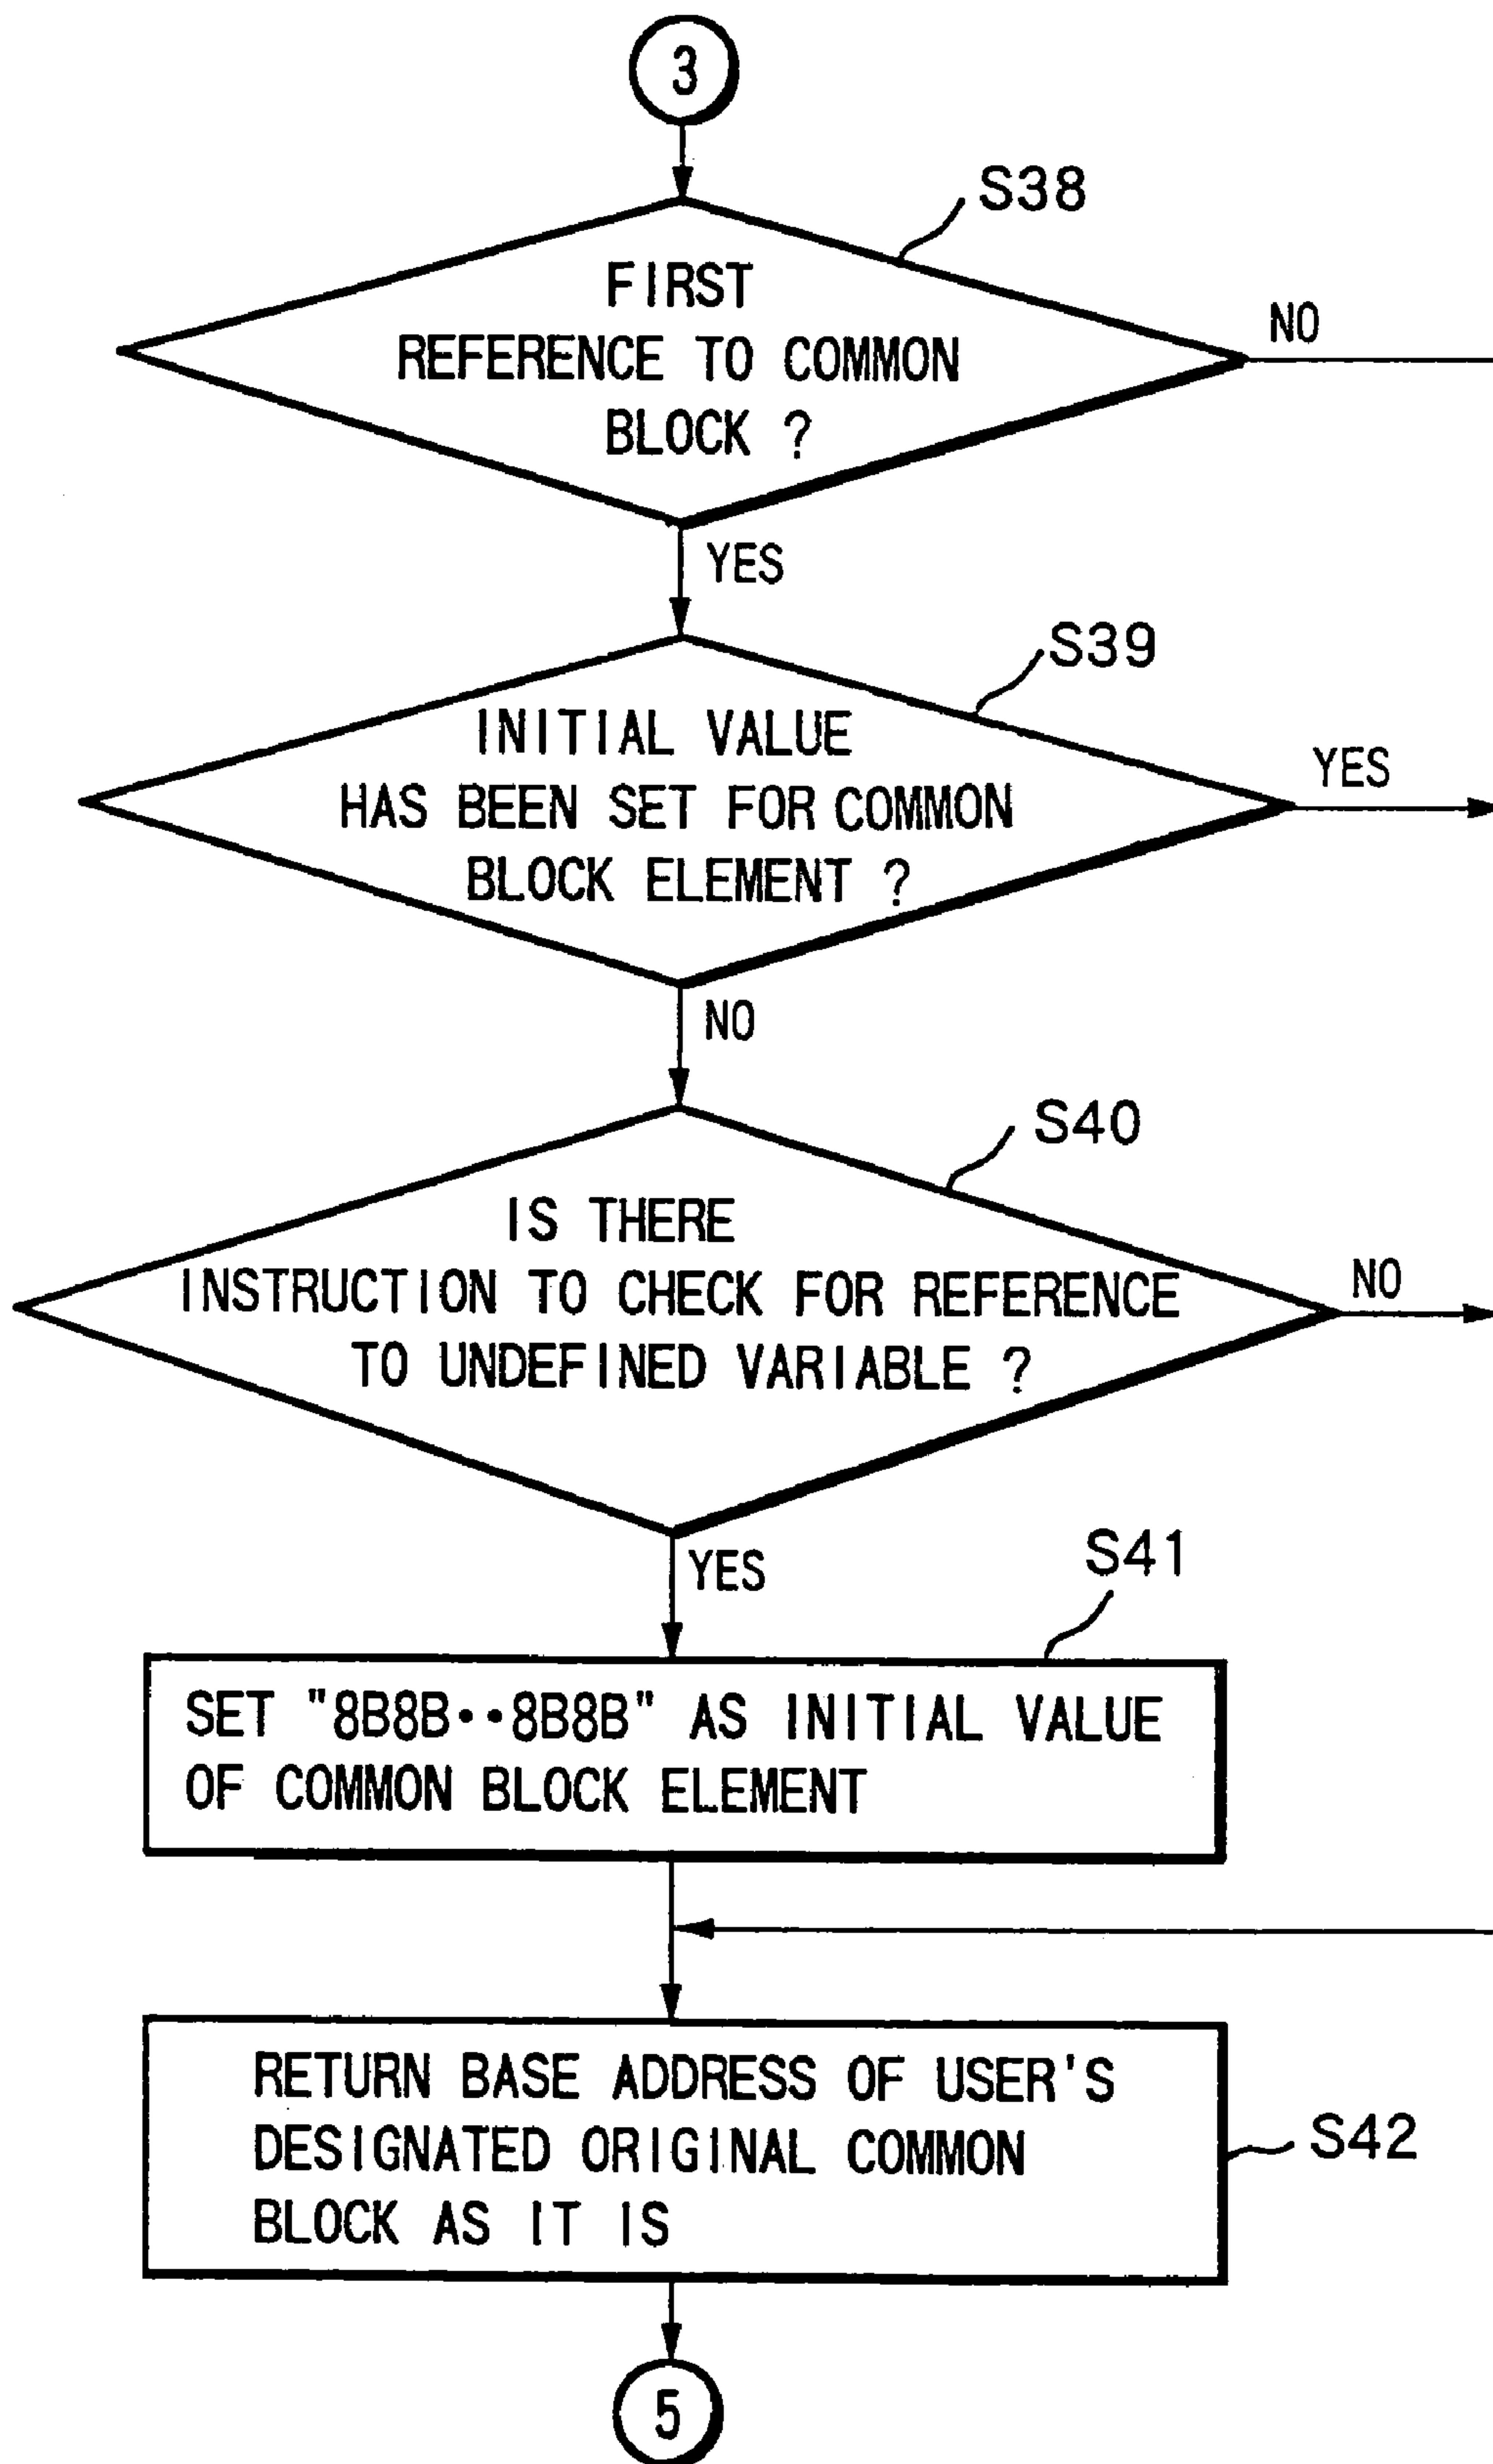 3
S38
FIRST
REFERENCE TO COMMON
BLOCK ?
NO
YES
S39
INITIAL VALUE
HAS BEEN SET FOR COMMON
BLOCK ELEMENT ?
YES
NO
S40
IS THERE
INSTRUCTION TO CHECK FOR REFERENCE
TO UNDEFINED VARIABLE ?
NO
YES
S41
SET "8B8B••8B8B" AS INITIAL VALUE
OF COMMON BLOCK ELEMENT
RETURN BASE ADDRESS OF USER'S
DESIGNATED ORIGINAL COMMON
BLOCK AS IT IS
S42
5